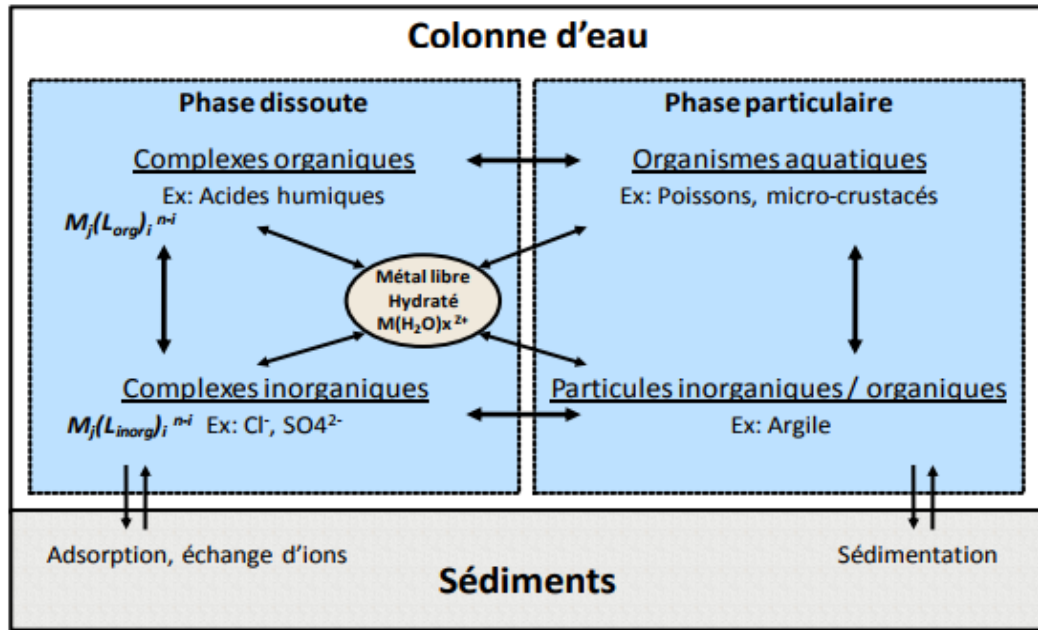 Colonne d'eau
Phase dissoute
Complexes organiques
Ex: Acides humiques
Mⱼ(Lₒᵣg)ᵢ ⁿ⁻ⁱ
Métal libre
Hydraté
M(H₂O)x ²⁺
Complexes inorganiques
Mⱼ(Lᵢₙₒᵣg)ᵢ ⁿ⁻ⁱ Ex: Cl⁻, SO4²⁻
Phase particulaire
Organismes aquatiques
Ex: Poissons, micro-crustacés
Particules inorganiques / organiques
Ex: Argile
Adsorption, échange d'ions
Sédimentation
Sédiments